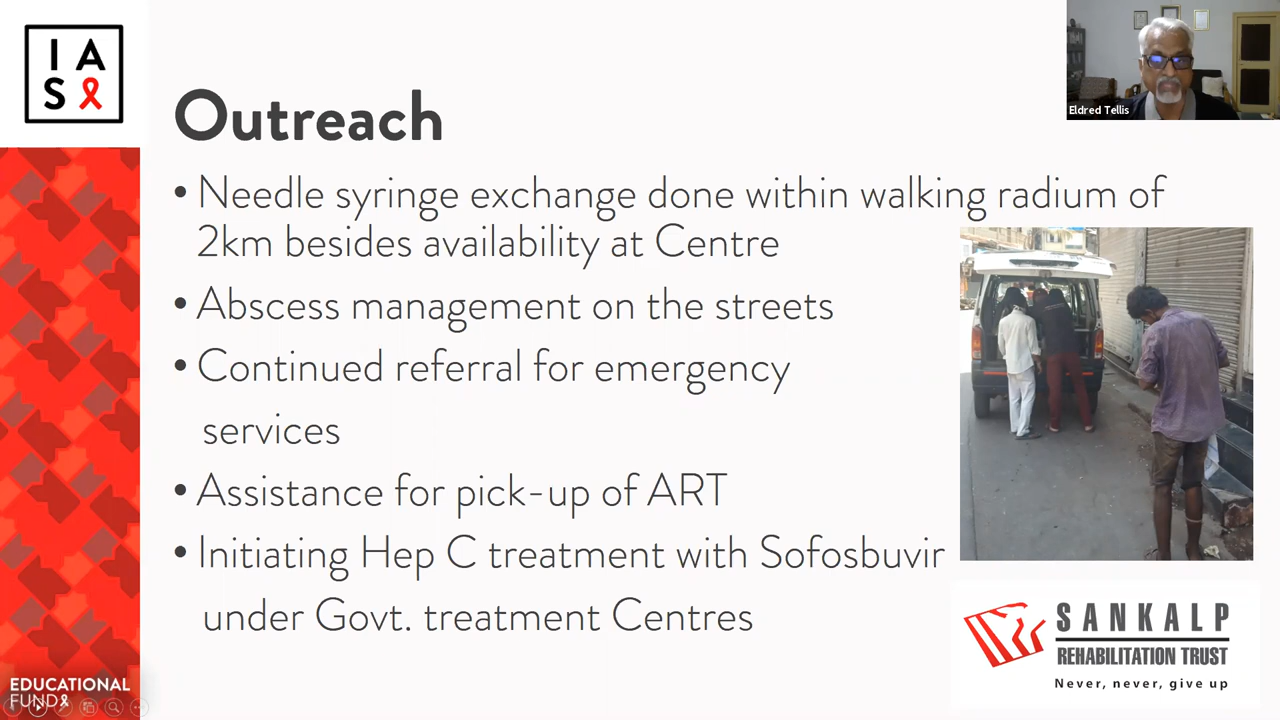 I A
S
Outreach
Eldred Tellis
• Needle syringe exchange done within walking radium of
2km besides availability at Centre
• Abscess management on the streets
• Continued referral for emergency
services
• Assistance for pick-up of ART
• Initiating Hep C treatment with Sofosbuvir
under Govt. treatment Centres
SANKALP
REHABILITATION TRUST
Never, never, give up
EDUCATIONAL
FUND